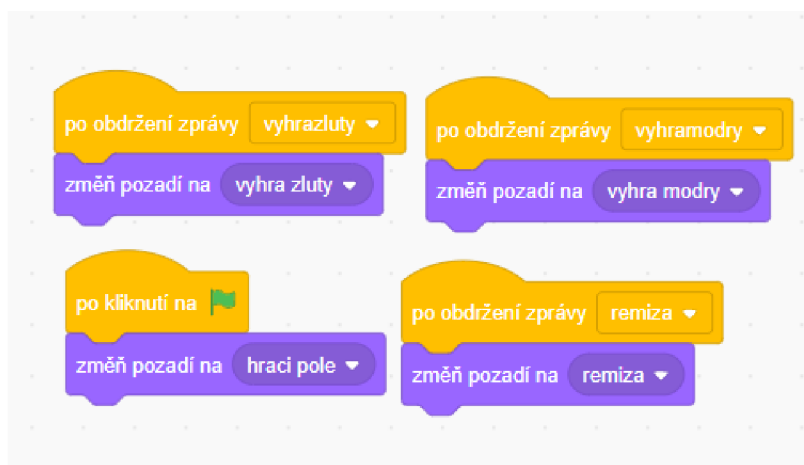 po obdržení zprávy vyhrazluty
změň pozadí na vyhra zluty
po obdržení zprávy vyhramodry
změň pozadí na vyhra modry
po kliknutí na
změň pozadí na hraci pole
po obdržení zprávy remiza
změň pozadí na remiza